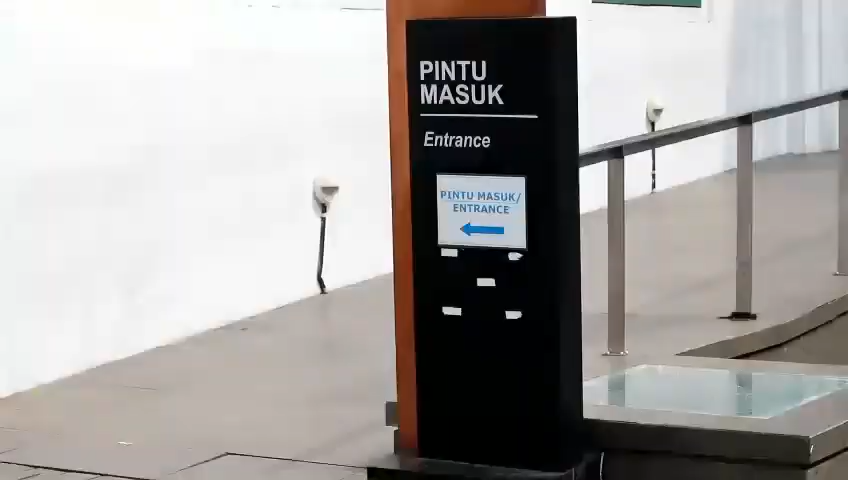 PINTU
MASUK
Entrance
PINTU MASUK/
ENTRANCE